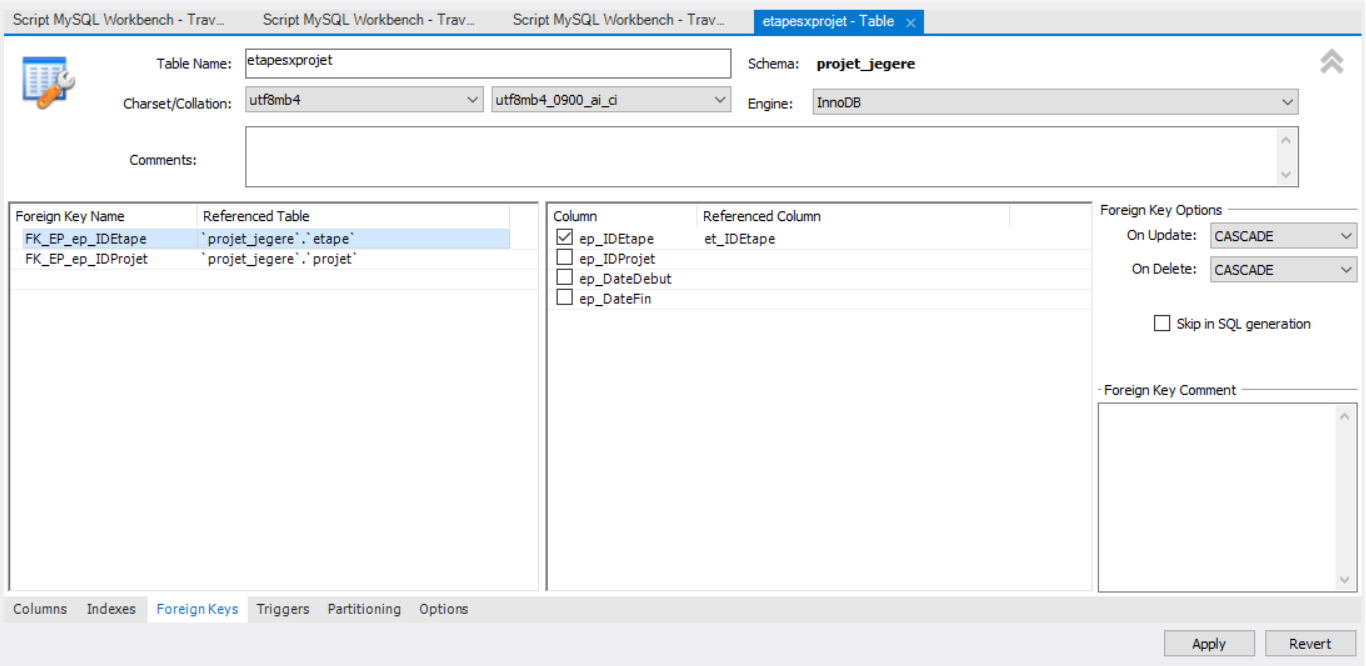 Script MySQL Workbench - Trav... Script MySQL Workbench - Trav... Script MySQL Workbench - Trav... etapesxprojet - Table ×
Table Name: etapesxprojet Schema: projet_jegere
Charset/Collation: utf8mb4 utf8mb4_0900_ai_ci Engine: InnoDB
Comments:
Foreign Key Name Referenced Table
FK_EP_ep_IDEtape `projet_jegere`.`etape`
FK_EP_ep_IDProjet `projet_jegere`.`projet`
Column Referenced Column
ep_IDEtape et_IDEtape
ep_IDProjet
ep_DateDebut
ep_DateFin
Foreign Key Options
On Update: CASCADE
On Delete: CASCADE
Skip in SQL generation
Foreign Key Comment
Columns Indexes Foreign Keys Triggers Partitioning Options
Apply Revert